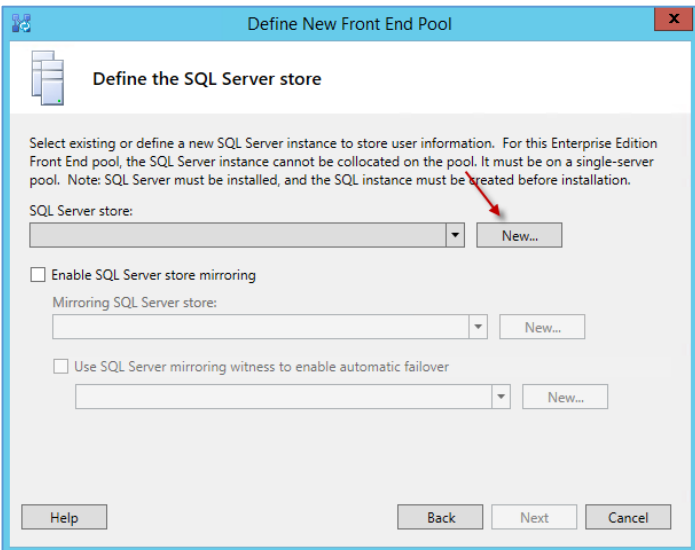 Define New Front End Pool
x
Define the SQL Server store
Select existing or define a new SQL Server instance to store user information.  For this Enterprise Edition
Front End pool, the SQL Server instance cannot be collocated on the pool. It must be on a single-server
pool.  Note: SQL Server must be installed, and the SQL instance must be created before installation.
SQL Server store:
New...
Enable SQL Server store mirroring
Mirroring SQL Server store:
New...
Use SQL Server mirroring witness to enable automatic failover
New...
Help Back Next Cancel